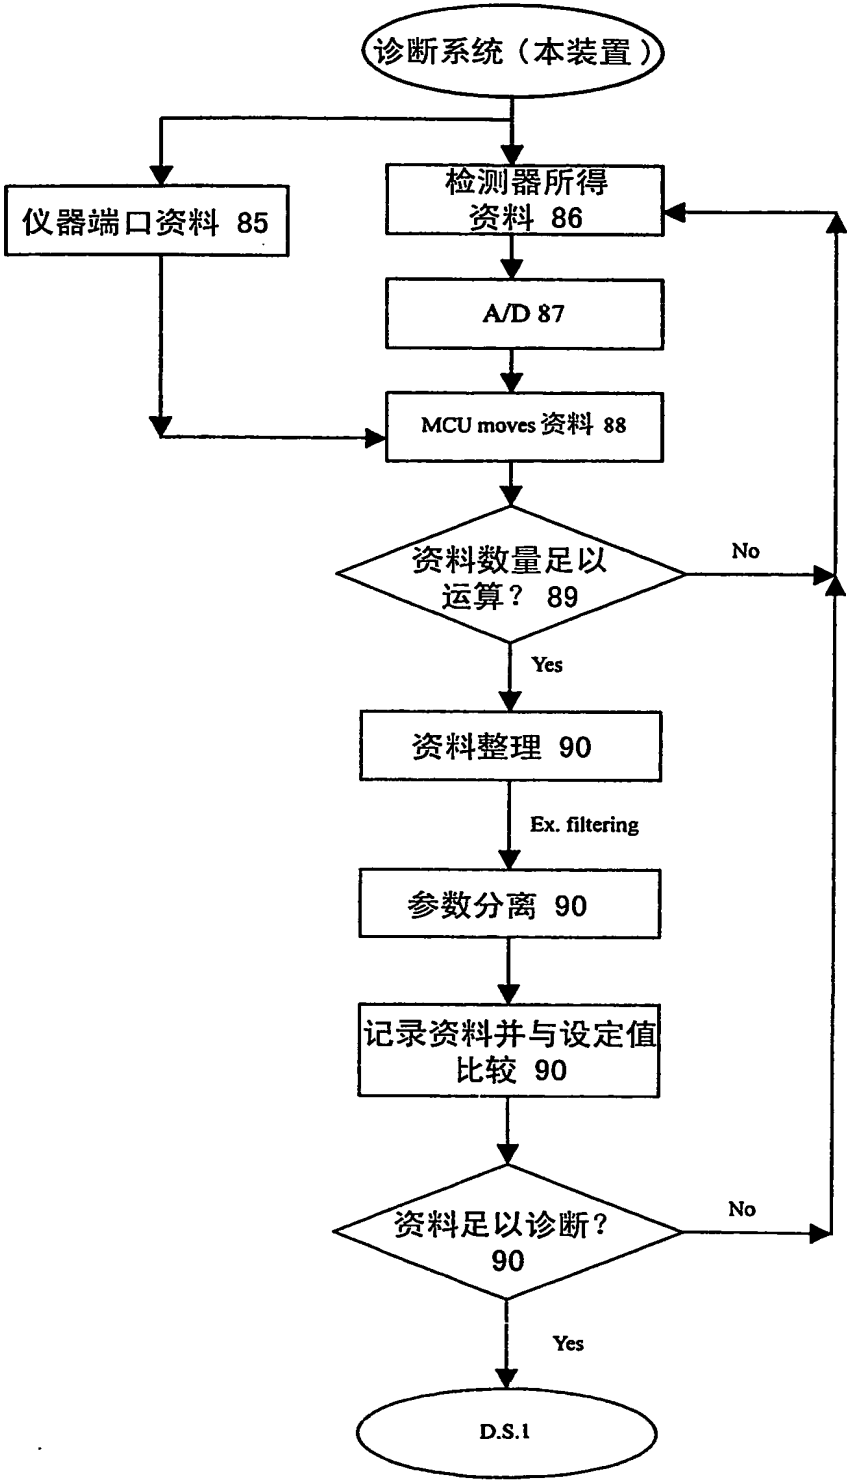 诊断系统（本装置）
检测器所得
资料 86
仪器端口资料 85
A/D 87
MCU moves 资料 88
资料数量足以
运算？ 89
No
Yes
资料整理 90
Ex. filtering
参数分离 90
记录资料并与设定值
比较 90
资料足以诊断？
90
No
Yes
D.S.1